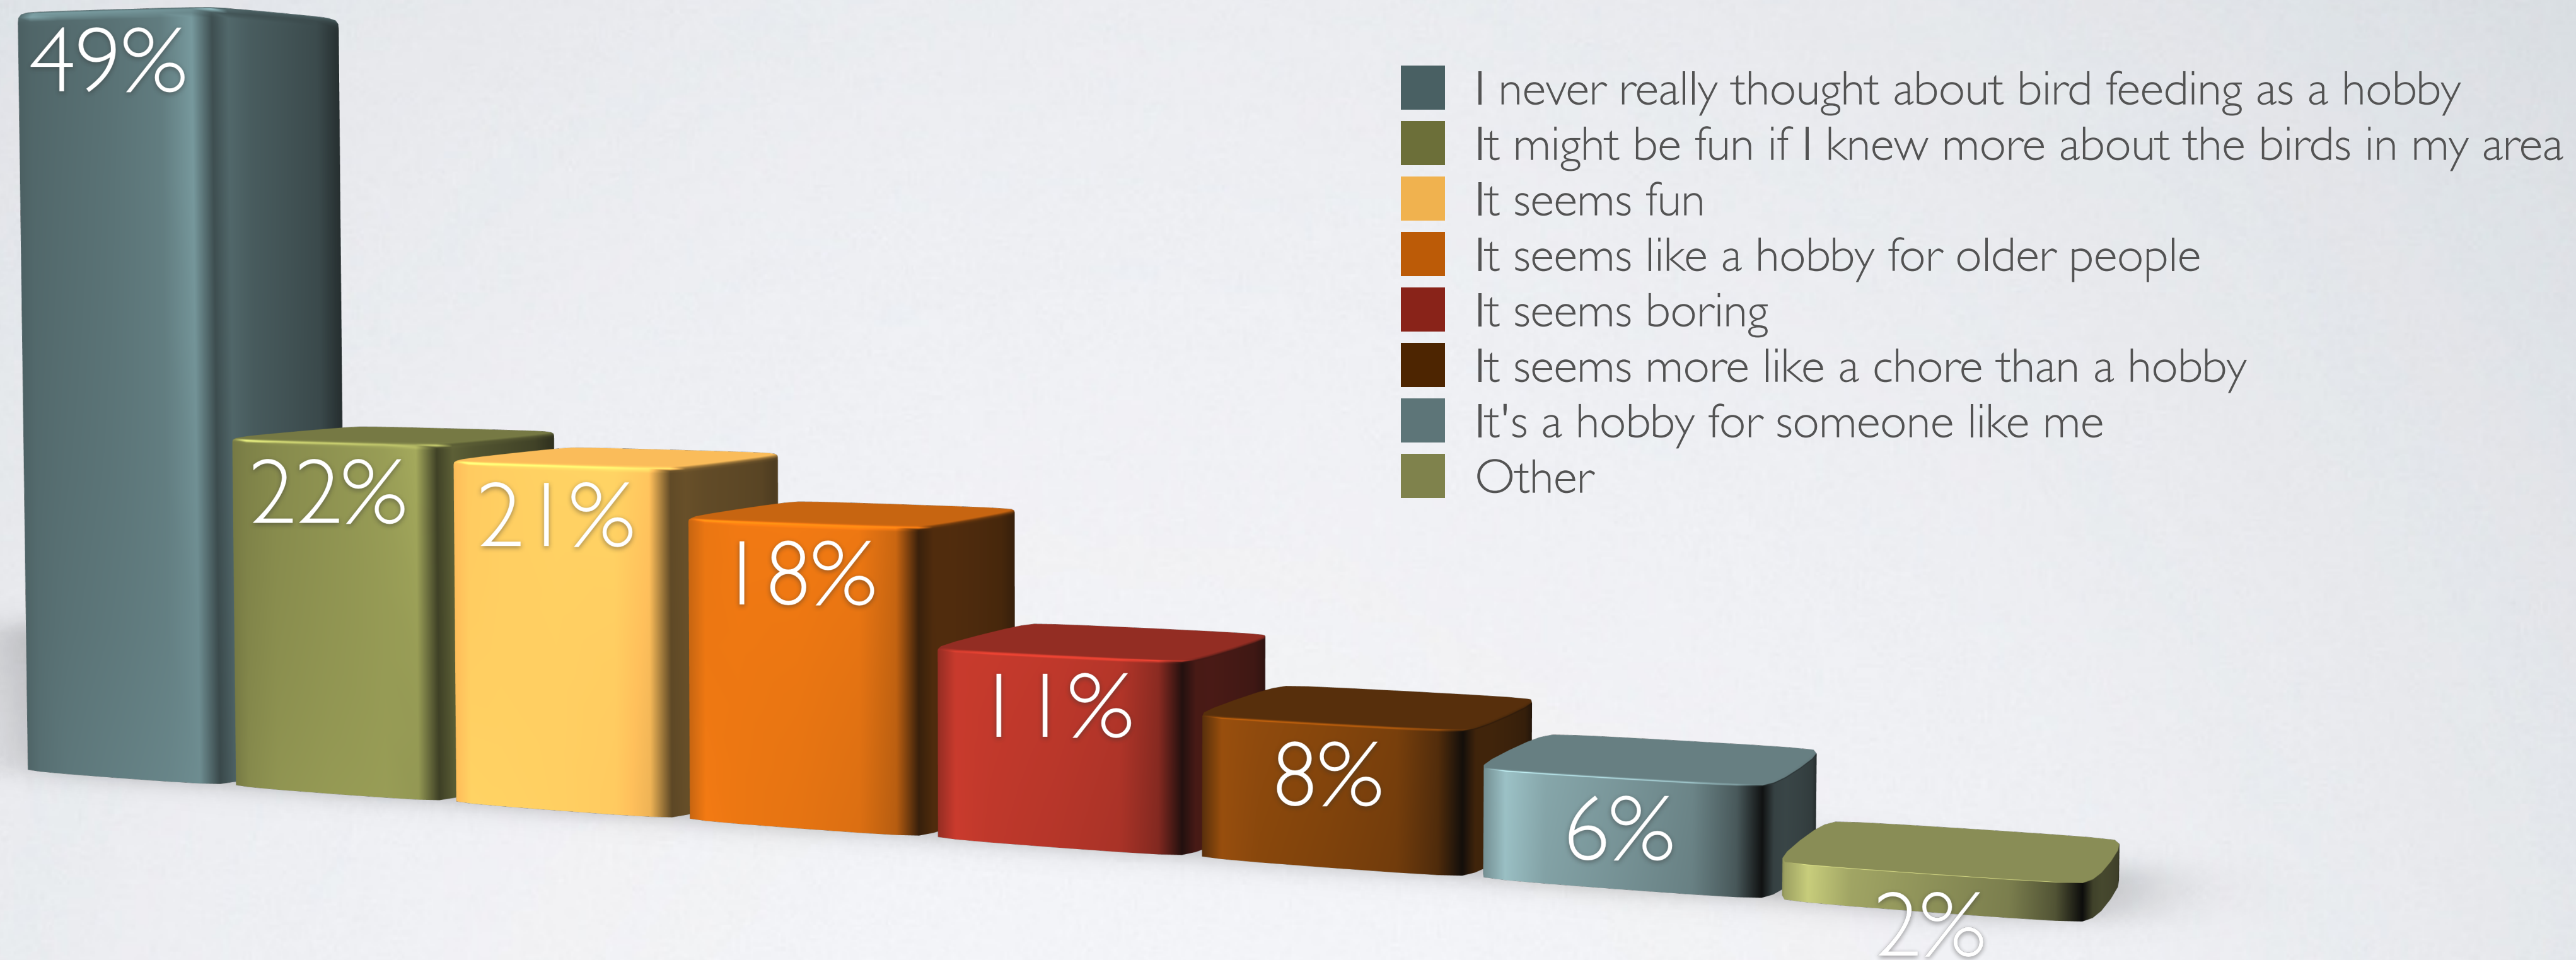 49%
22%
21%
18%
11%
8%
6%
2%
I never really thought about bird feeding as a hobby
It might be fun if I knew more about the birds in my area
It seems fun
It seems like a hobby for older people
It seems boring
It seems more like a chore than a hobby
It's a hobby for someone like me
Other